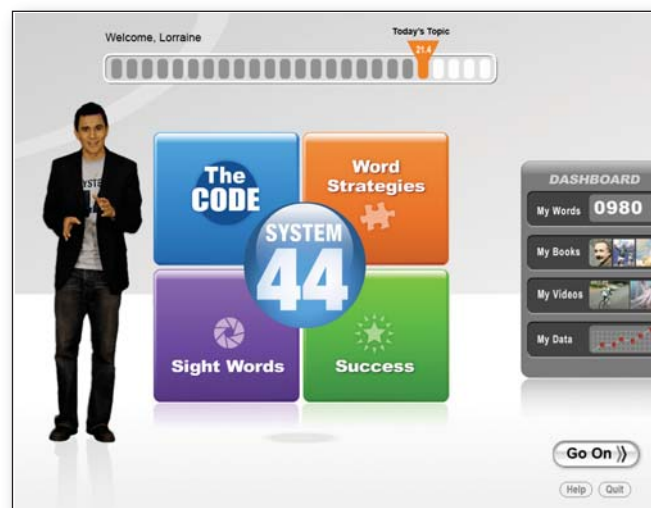 Welcome, Lorraine
Today's Topic
21.4
The
CODE
Word
Strategies
SYSTEM
44
Sight Words
Success
DASHBOARD
My Words 0980
My Books
My Videos
My Data
Go On
Help Quit